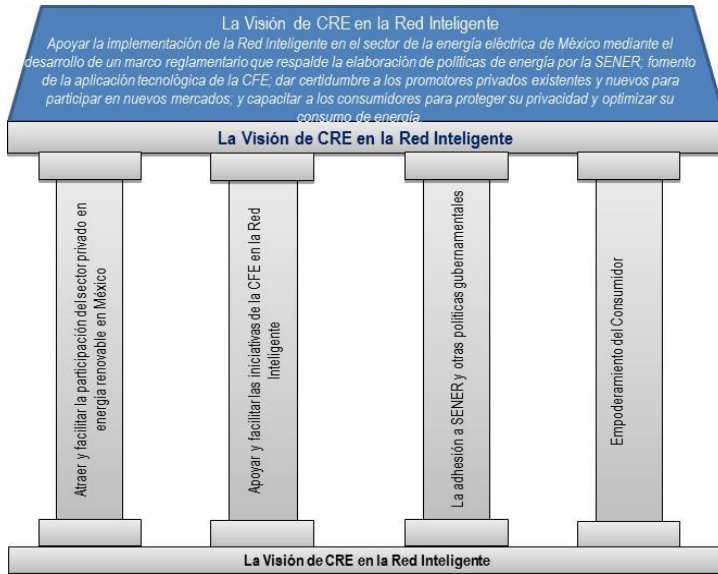 La Visión de CRE en la Red Inteligente
Apoyar la implementación de la Red Inteligente en el sector de la energía eléctrica de México mediante el
desarrollo de un marco reglamentario que respalde la elaboración de políticas de energía por la SENER; fomento
de la aplicación tecnológica de la CFE; dar certidumbre a los promotores privados existentes y nuevos para
participar en nuevos mercados; y capacitar a los consumidores para proteger su privacidad y optimizar su
consumo de energía.
La Visión de CRE en la Red Inteligente
Atraer y facilitar la participación del sector privado en
energía renovable en México
Apoyar y facilitar las iniciativas de la CFE en la Red
Inteligente
La adhesión a SENER y otras políticas gubernamentales
Empoderamiento del Consumidor
La Visión de CRE en la Red Inteligente